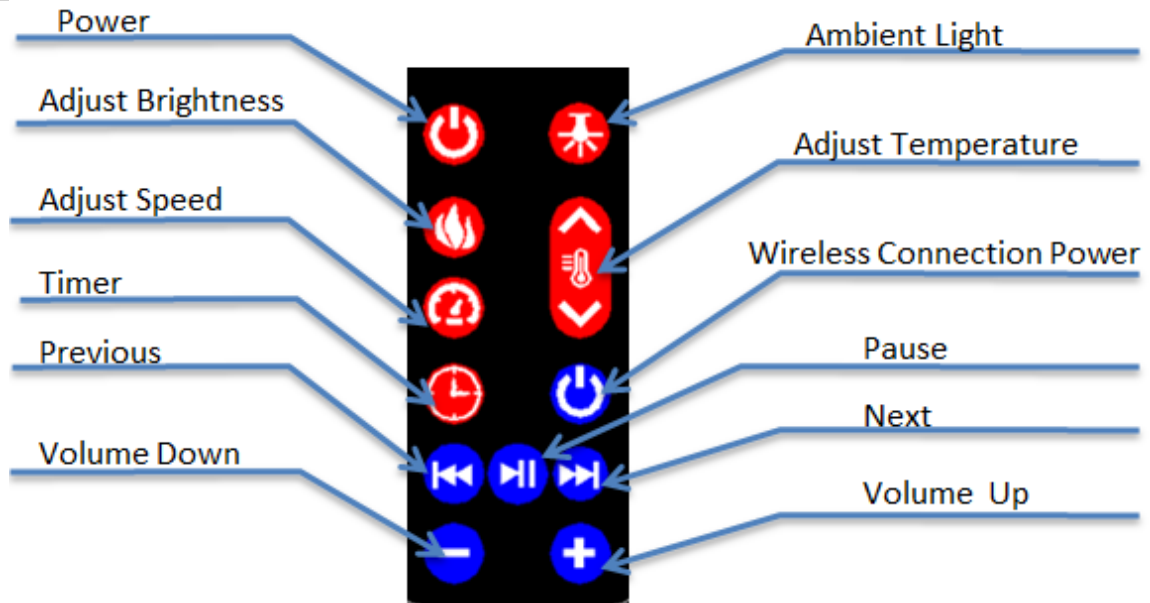 Power
Ambient Light
Adjust Brightness
Adjust Temperature
Adjust Speed
Wireless Connection Power
Timer
Previous
Pause
Next
Volume Down
Volume Up